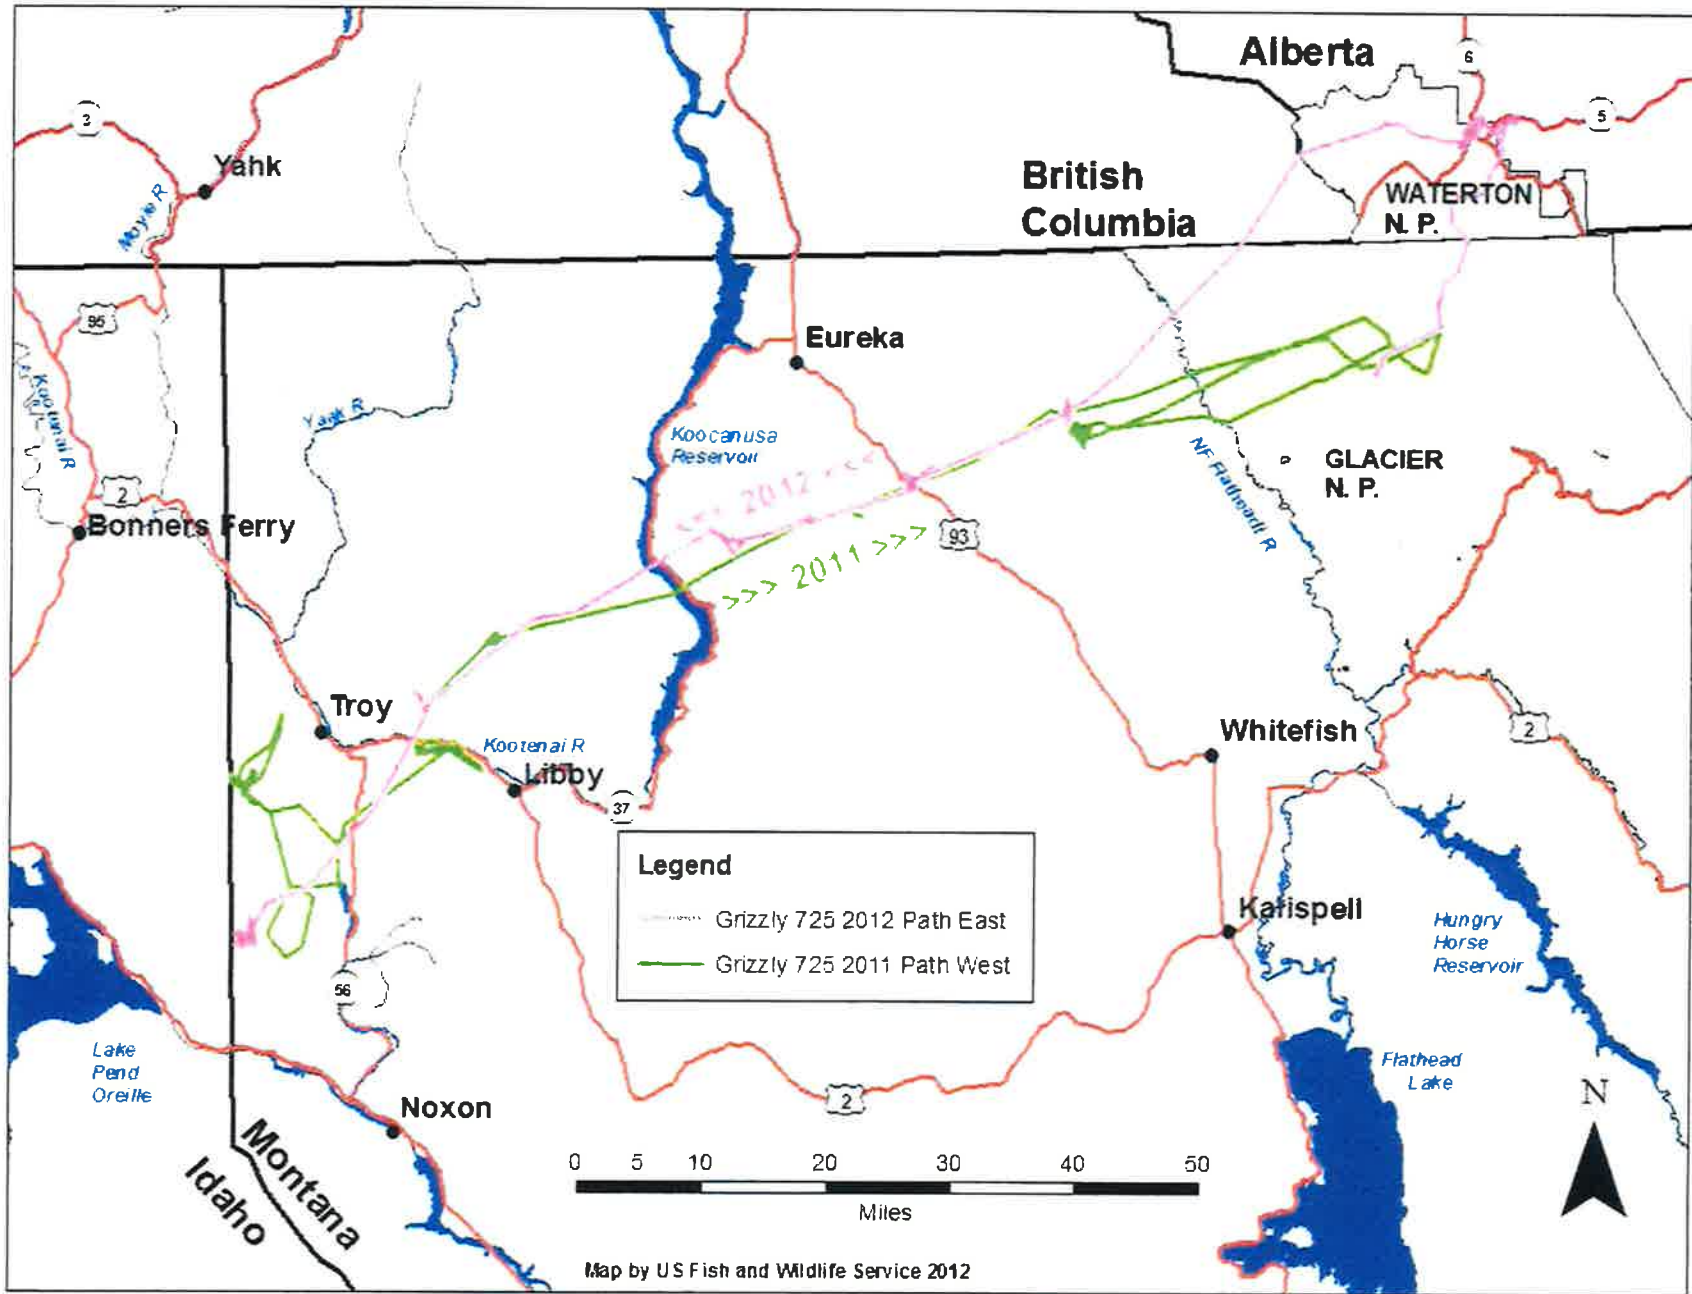 Alberta
6
3
5
Yahk
British
Columbia
WATERTON
N. P.
Moyie R
95
Eureka
Kootenai R
Yaak R
Koocanusa
Reservoir
<<< 2012 <<<
NF Flathead R
GLACIER
N. P.
2
Bonners Ferry
93
>>> 2011 >>>
Troy
Whitefish
2
Kootenai R
Libby
37
Legend
Grizzly 725 2012 Path East
Grizzly 725 2011 Path West
Kalispell
Hungry
Horse
Reservoir
56
Lake
Pend
Oreille
Flathead
Lake
2
N
Noxon
Montana
Idaho
0 5 10 20 30 40 50
Miles
Map by US Fish and Wildlife Service 2012